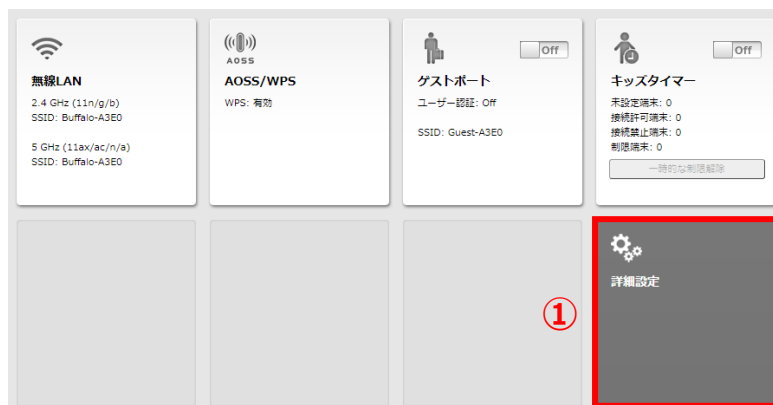 無線LAN
2.4 GHz (11n/g/b)
SSID: Buffalo-A3E0
5 GHz (11ax/ac/n/a)
SSID: Buffalo-A3E0
AOSS
AOSS/WPS
WPS: 有効
Off
ゲストポート
ユーザー認証: Off
SSID: Guest-A3E0
Off
キッズタイマー
未設定端末: 0
接続許可端末: 0
接続禁止端末: 0
制限端末: 0
一時的な制限解除
①
詳細設定